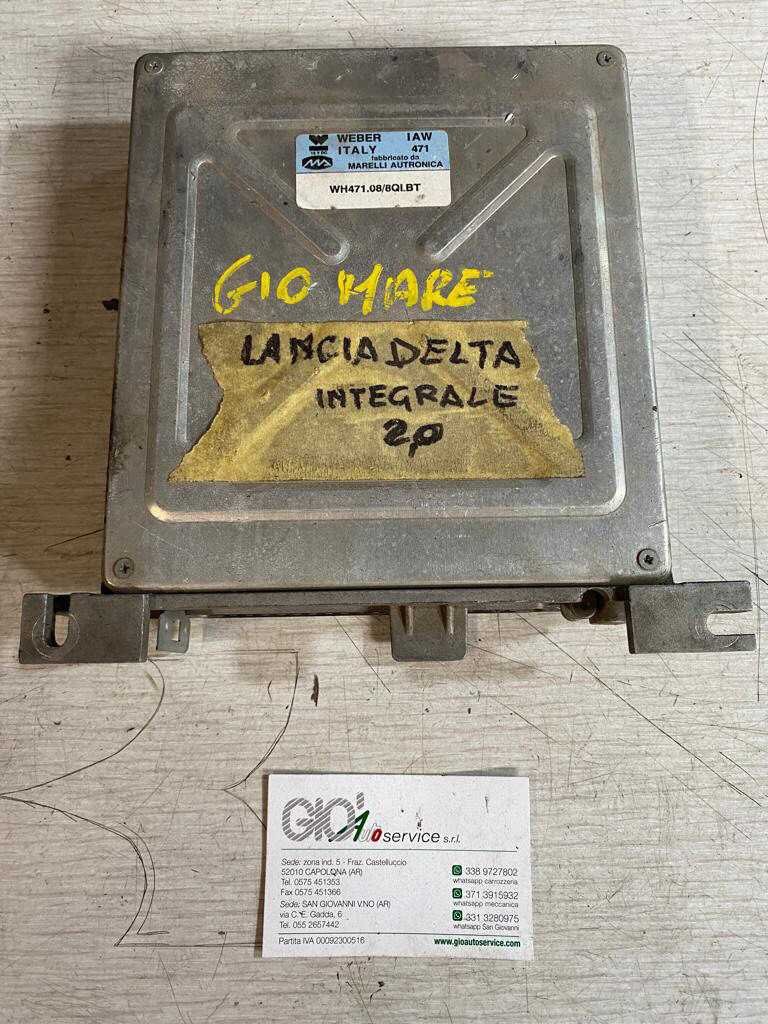 WEBER IAW
ITALY 471
fabbricato da
MARELLI AUTRONICA
WH471.08/8QI.BT
GIO MARE
LANCIA DELTA
INTEGRALE
2,0
GIO' Autoservice s.r.l.
Sede: zona ind. 5 - Fraz. Castelluccio
52010 CAPOLONA (AR)
Tel. 0575 451353
Fax 0575 451366
Sede: SAN GIOVANNI V.NO (AR)
via C. E. Gadda, 6
Tel. 055 2657442
Partita IVA 00092300516
338 9727802
whatsapp carrozzeria
371 3915932
whatsapp meccanica
331 3280975
whatsapp San Giovanni
www.gioautoservice.com